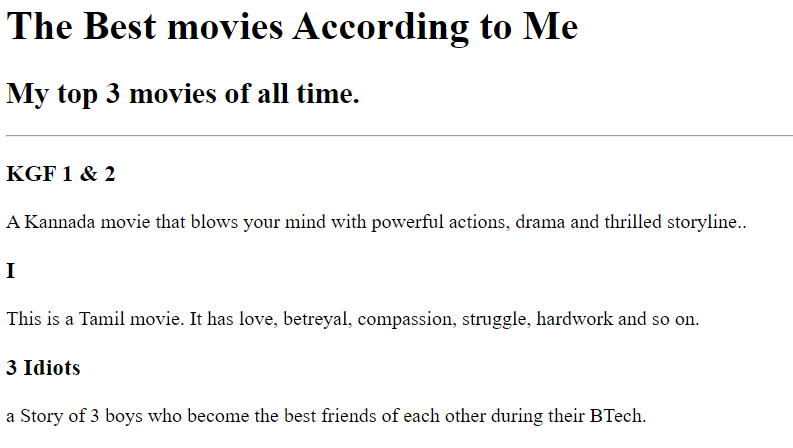 The Best movies According to Me
My top 3 movies of all time.
KGF 1 & 2
A Kannada movie that blows your mind with powerful actions, drama and thrilled storyline..
I
This is a Tamil movie. It has love, betreyal, compassion, struggle, hardwork and so on.
3 Idiots
a Story of 3 boys who become the best friends of each other during their BTech.